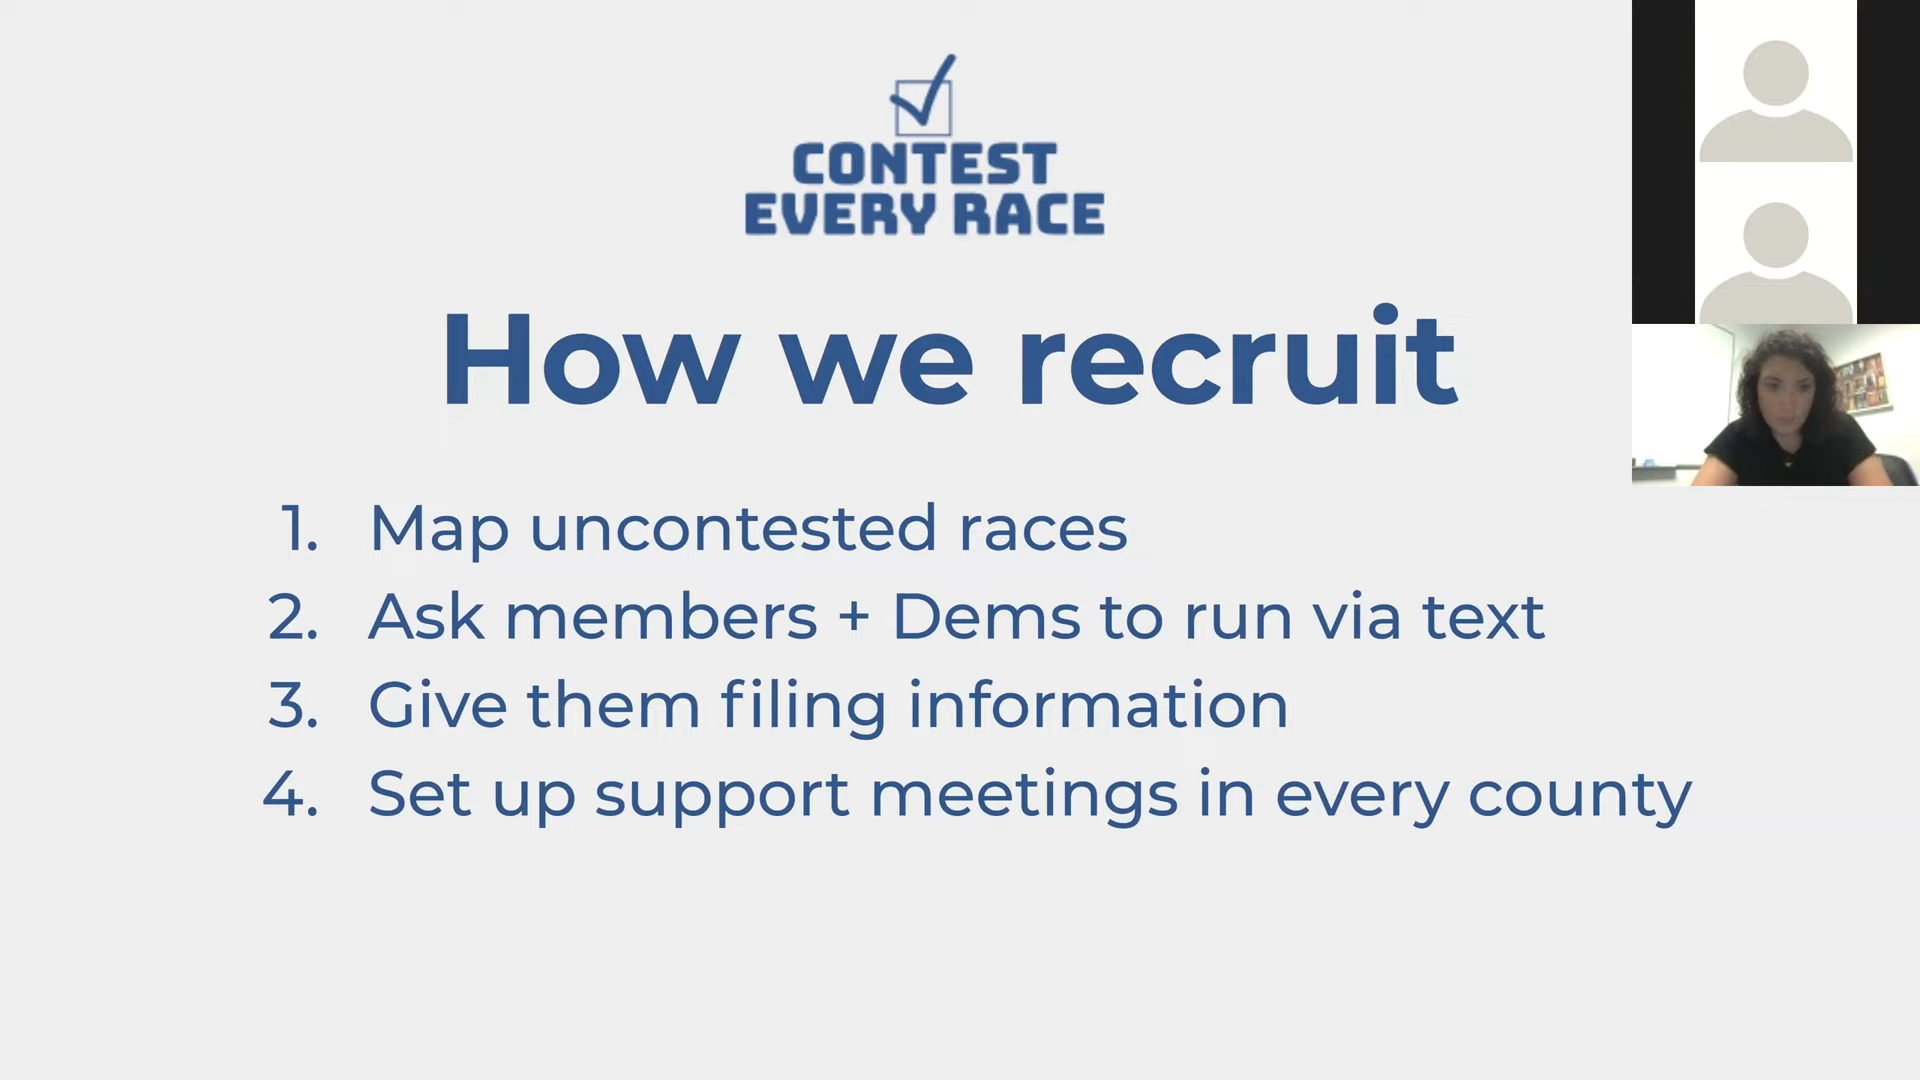 CONTEST
EVERY RACE
How we recruit
1. Map uncontested races
2. Ask members + Dems to run via text
3. Give them filing information
4. Set up support meetings in every county